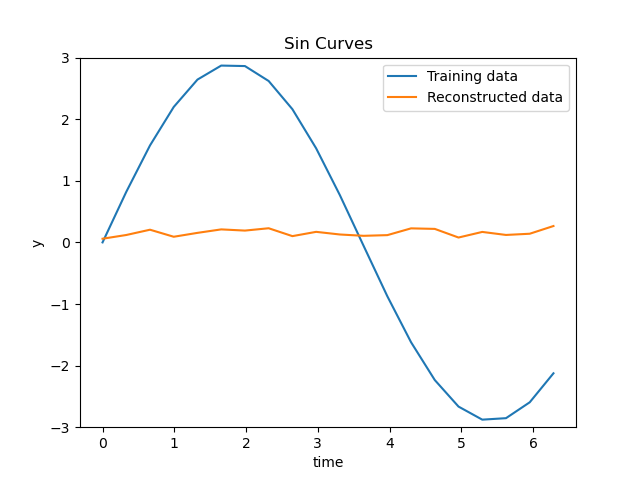 Sin Curves
Training data
Reconstructed data
3
2
1
0
−1
−2
−3
y
0 1 2 3 4 5 6
time